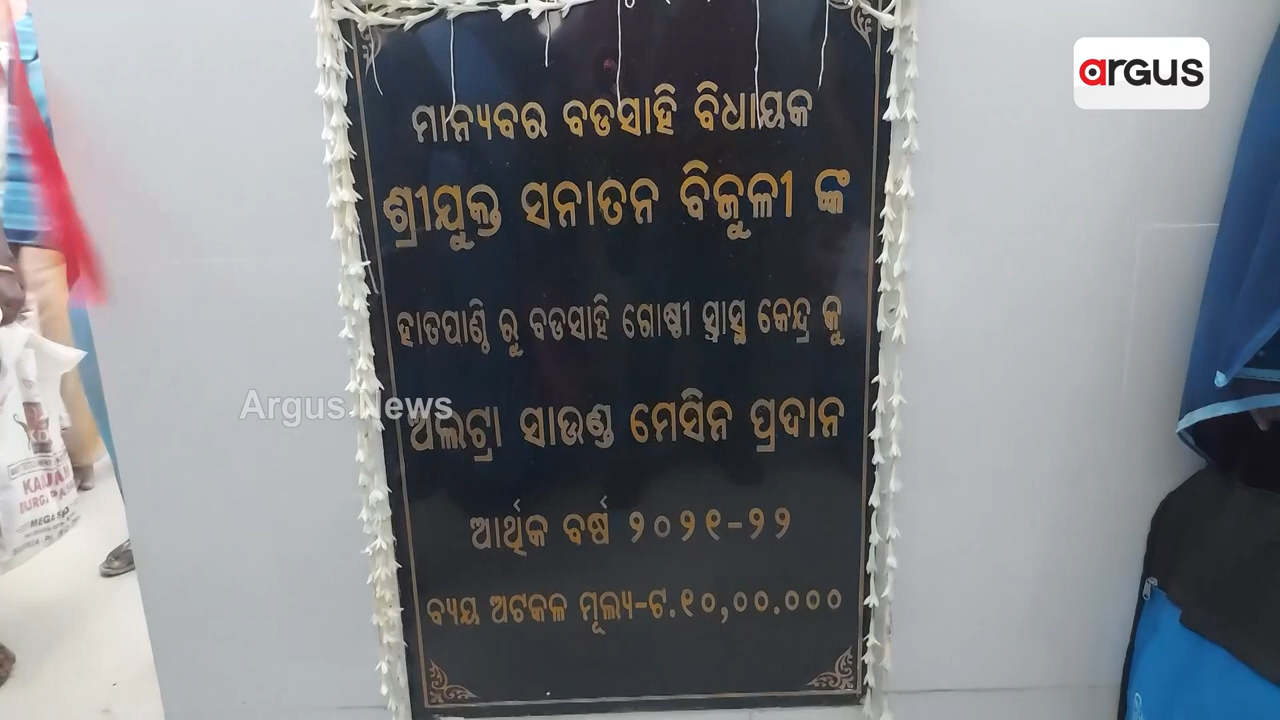 argus
ମାନ୍ୟବର ବଡସାହି ବିଧାୟକ
ଶ୍ରୀଯୁକ୍ତ ସନାତନ ବିଜୁଳୀ ଙ୍କ
ହାତପାଣ୍ଠି ରୁ ବଡସାହି ଗୋଷ୍ଠୀ ସ୍ୱାସ୍ଥ କେନ୍ଦ୍ର କୁ
Argus News
ଅଲଟ୍ରା ସାଉଣ୍ଡ ମେସିନ ପ୍ରଦାନ
ଆର୍ଥିକ ବର୍ଷ ୨୦୨୧-୨୨
ବ୍ୟୟ ଅଟକଳ ମୂଲ୍ୟ-ଟ.୧୦,୦୦.୦୦୦